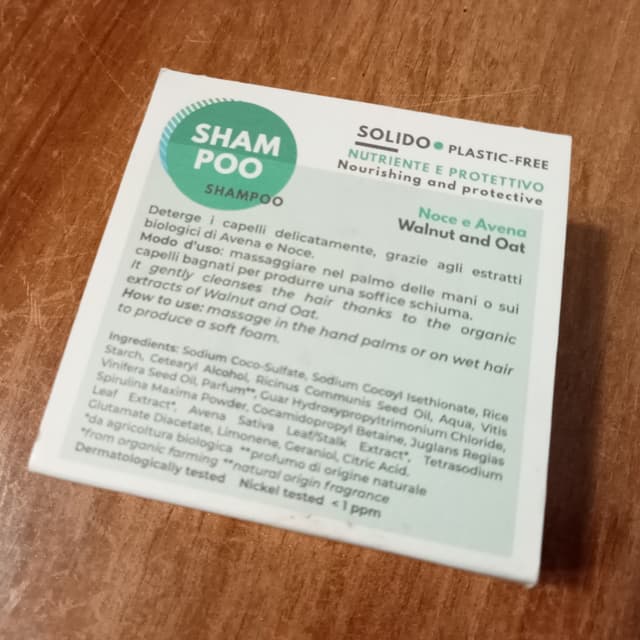 SHAM
POO
SHAMPOO
SOLIDO PLASTIC-FREE
NUTRIENTE E PROTETTIVO
Nourishing and protective
Noce e Avena
Walnut and Oat
Deterge i capelli delicatamente, grazie agli estratti
biologici di Avena e Noce.
Modo d'uso: massaggiare nel palmo delle mani o sui
capelli bagnati per produrre una soffice schiuma.
It gently cleanses the hair thanks to the organic
extracts of Walnut and Oat.
How to use: massage in the hand palms or on wet hair
to produce a soft foam.
Ingredients: Sodium Coco-Sulfate, Sodium Cocoyl Isethionate, Rice
Starch, Cetearyl Alcohol, Ricinus Communis Seed Oil, Aqua, Vitis
Vinifera Seed Oil, Parfum**, Guar Hydroxypropyltrimonium Chloride,
Spirulina Maxima Powder, Cocamidopropyl Betaine, Juglans Regias
Leaf Extract*, Avena Sativa Leaf/Stalk Extract*, Tetrasodium
Glutamate Diacetate, Limonene, Geraniol, Citric Acid.
*da agricoltura biologica **profumo di origine naturale
*from organic farming **natural origin fragrance
Dermatologically tested Nickel tested <1 ppm